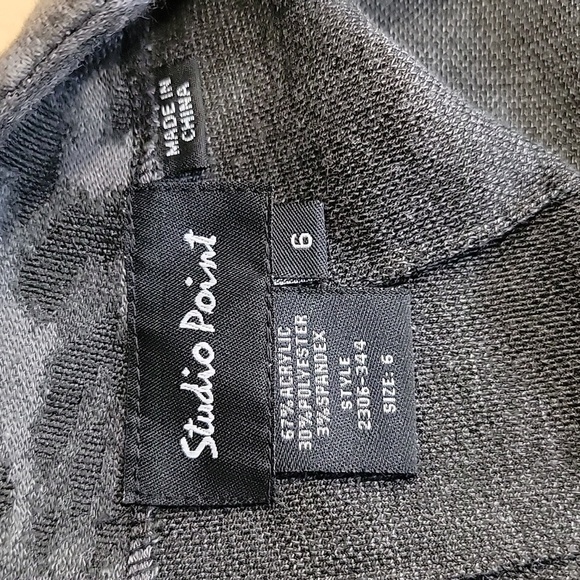 MADE IN
CHINA
Studio Point
6
67% ACRYLIC
30% POLYESTER
3% SPANDEX
STYLE
2306-344
SIZE: 6